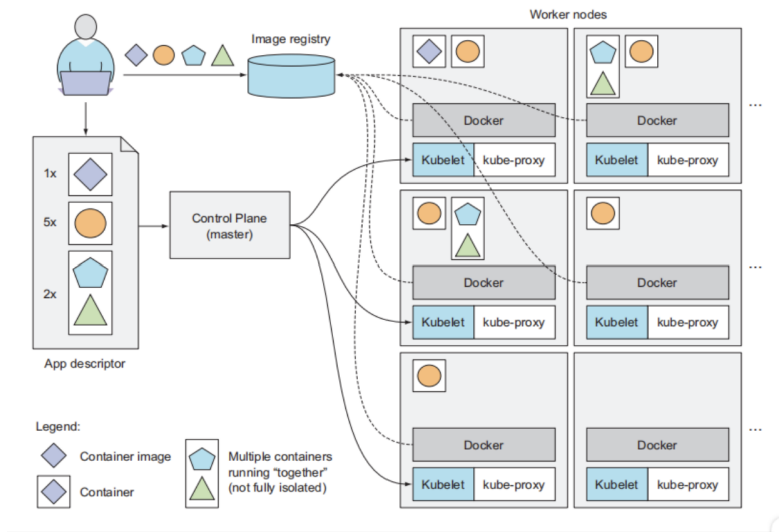 Worker nodes
Image registry
Docker
Docker
...
Kubelet kube-proxy
Kubelet kube-proxy
1x
5x
2x
Control Plane
(master)
App descriptor
Docker
Docker
...
Kubelet kube-proxy
Kubelet kube-proxy
Docker
Docker
...
Kubelet kube-proxy
Kubelet kube-proxy
Legend:
Container image
Container
Multiple containers
running “together”
(not fully isolated)